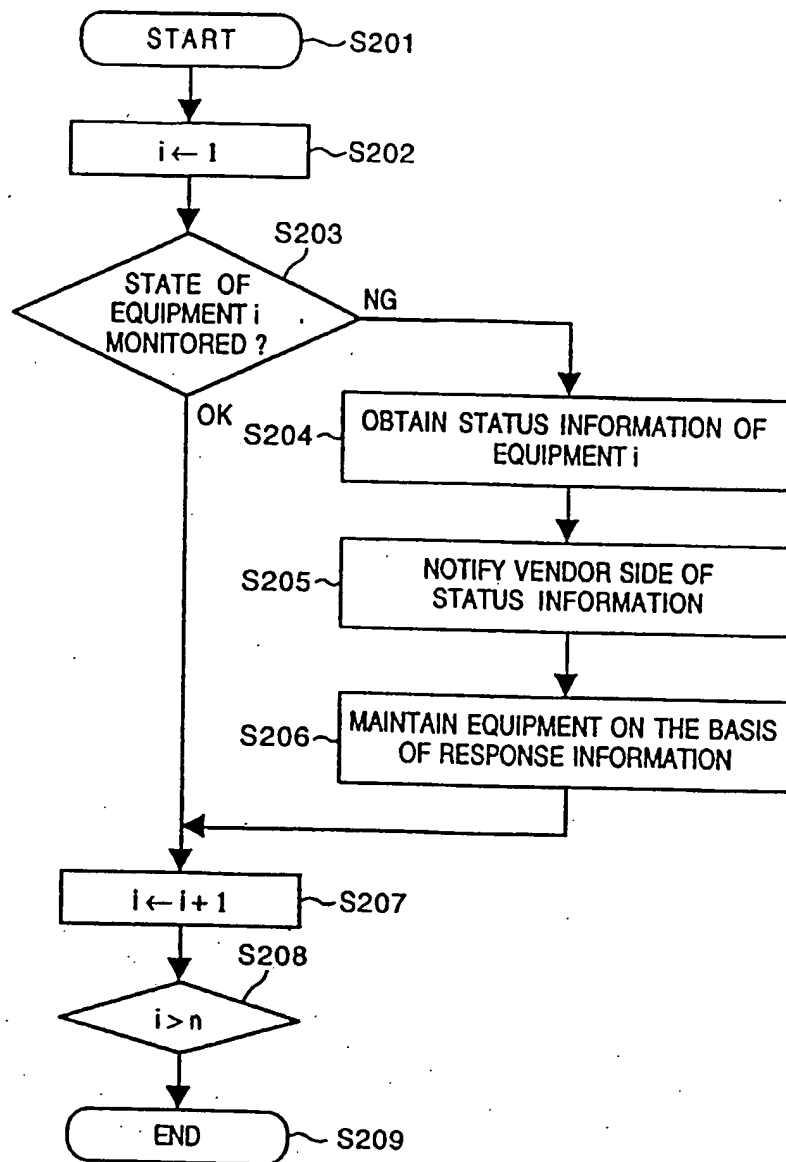 START
S201
i ← 1
S202
S203
STATE OF
EQUIPMENT i
MONITORED ?
NG
OK
S204
OBTAIN STATUS INFORMATION OF
EQUIPMENT i
S205
NOTIFY VENDOR SIDE OF
STATUS INFORMATION
S206
MAINTAIN EQUIPMENT ON THE BASIS
OF RESPONSE INFORMATION
i ← i + 1
S207
S208
i > n
END
S209